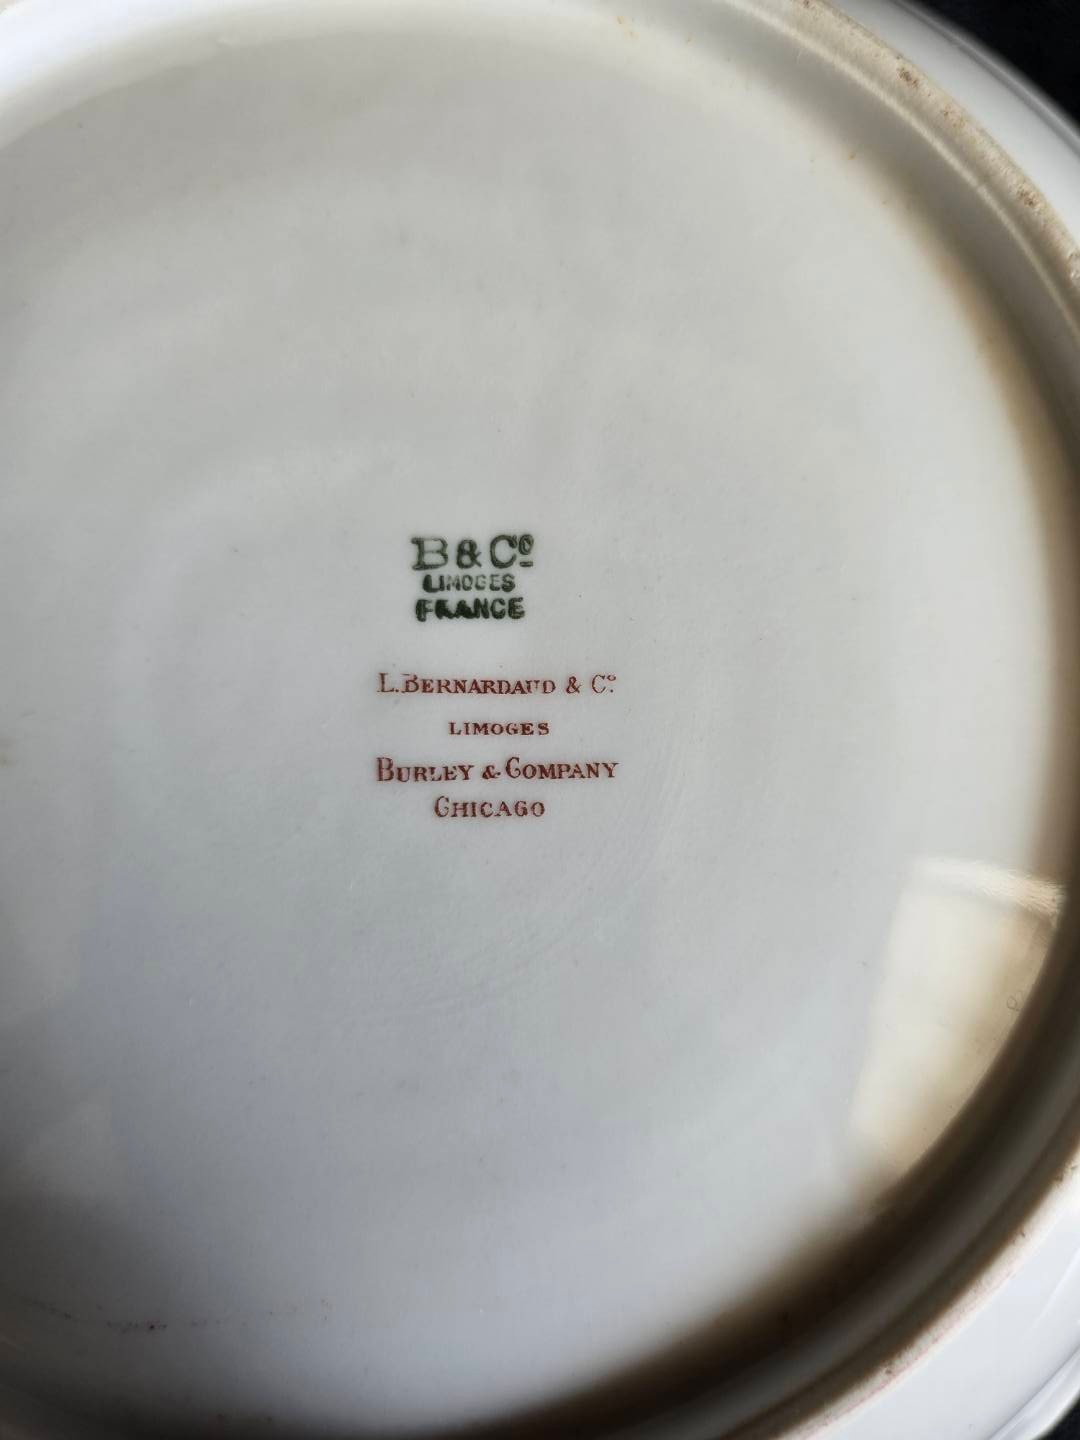 B & Cº
LIMOGES
FRANCE
L. BERNARDAUD & Cº
LIMOGES
BURLEY & COMPANY
CHICAGO